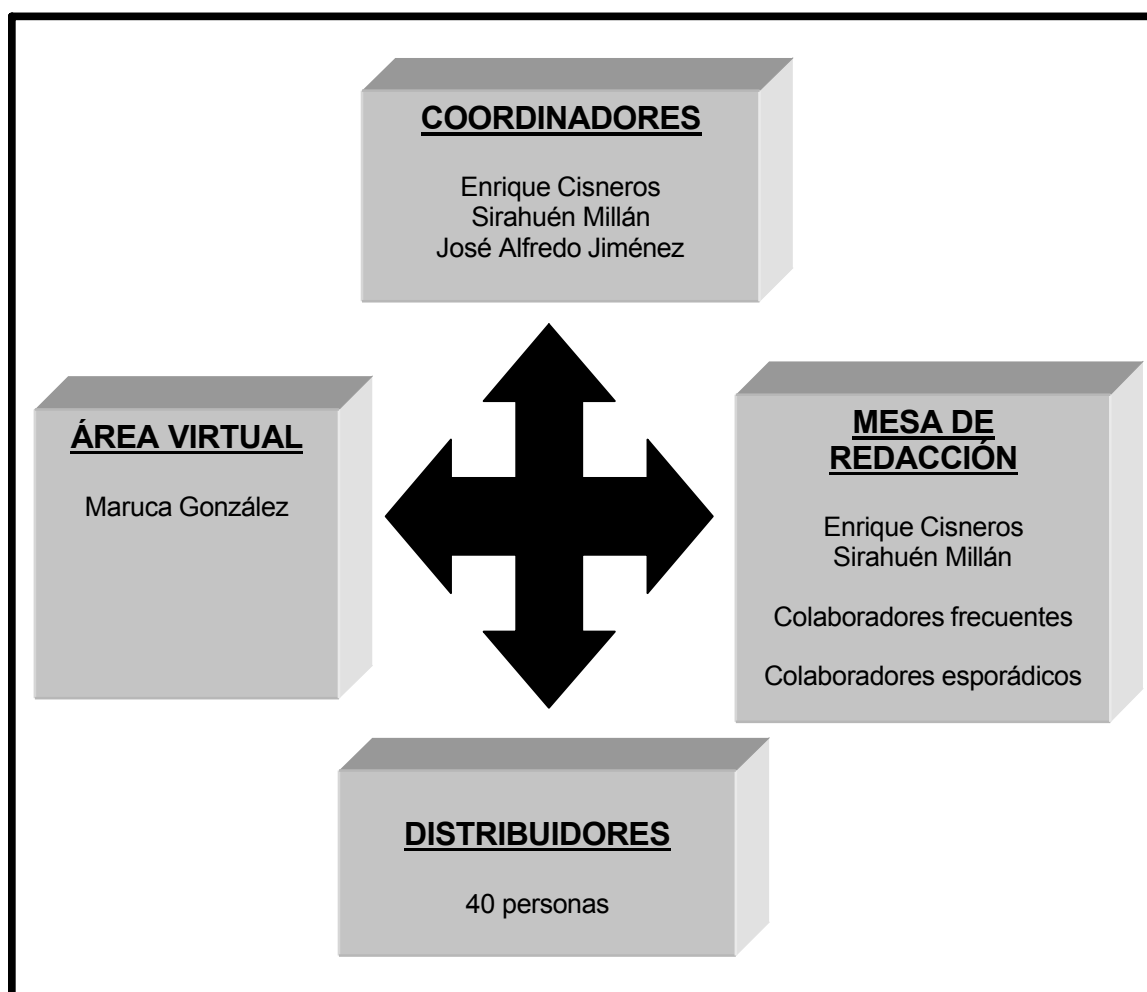 COORDINADORES
Enrique Cisneros
Sirahuén Millán
José Alfredo Jiménez
ÁREA VIRTUAL
Maruca González
MESA DE
REDACCIÓN
Enrique Cisneros
Sirahuén Millán
Colaboradores frecuentes
Colaboradores esporádicos
DISTRIBUIDORES
40 personas